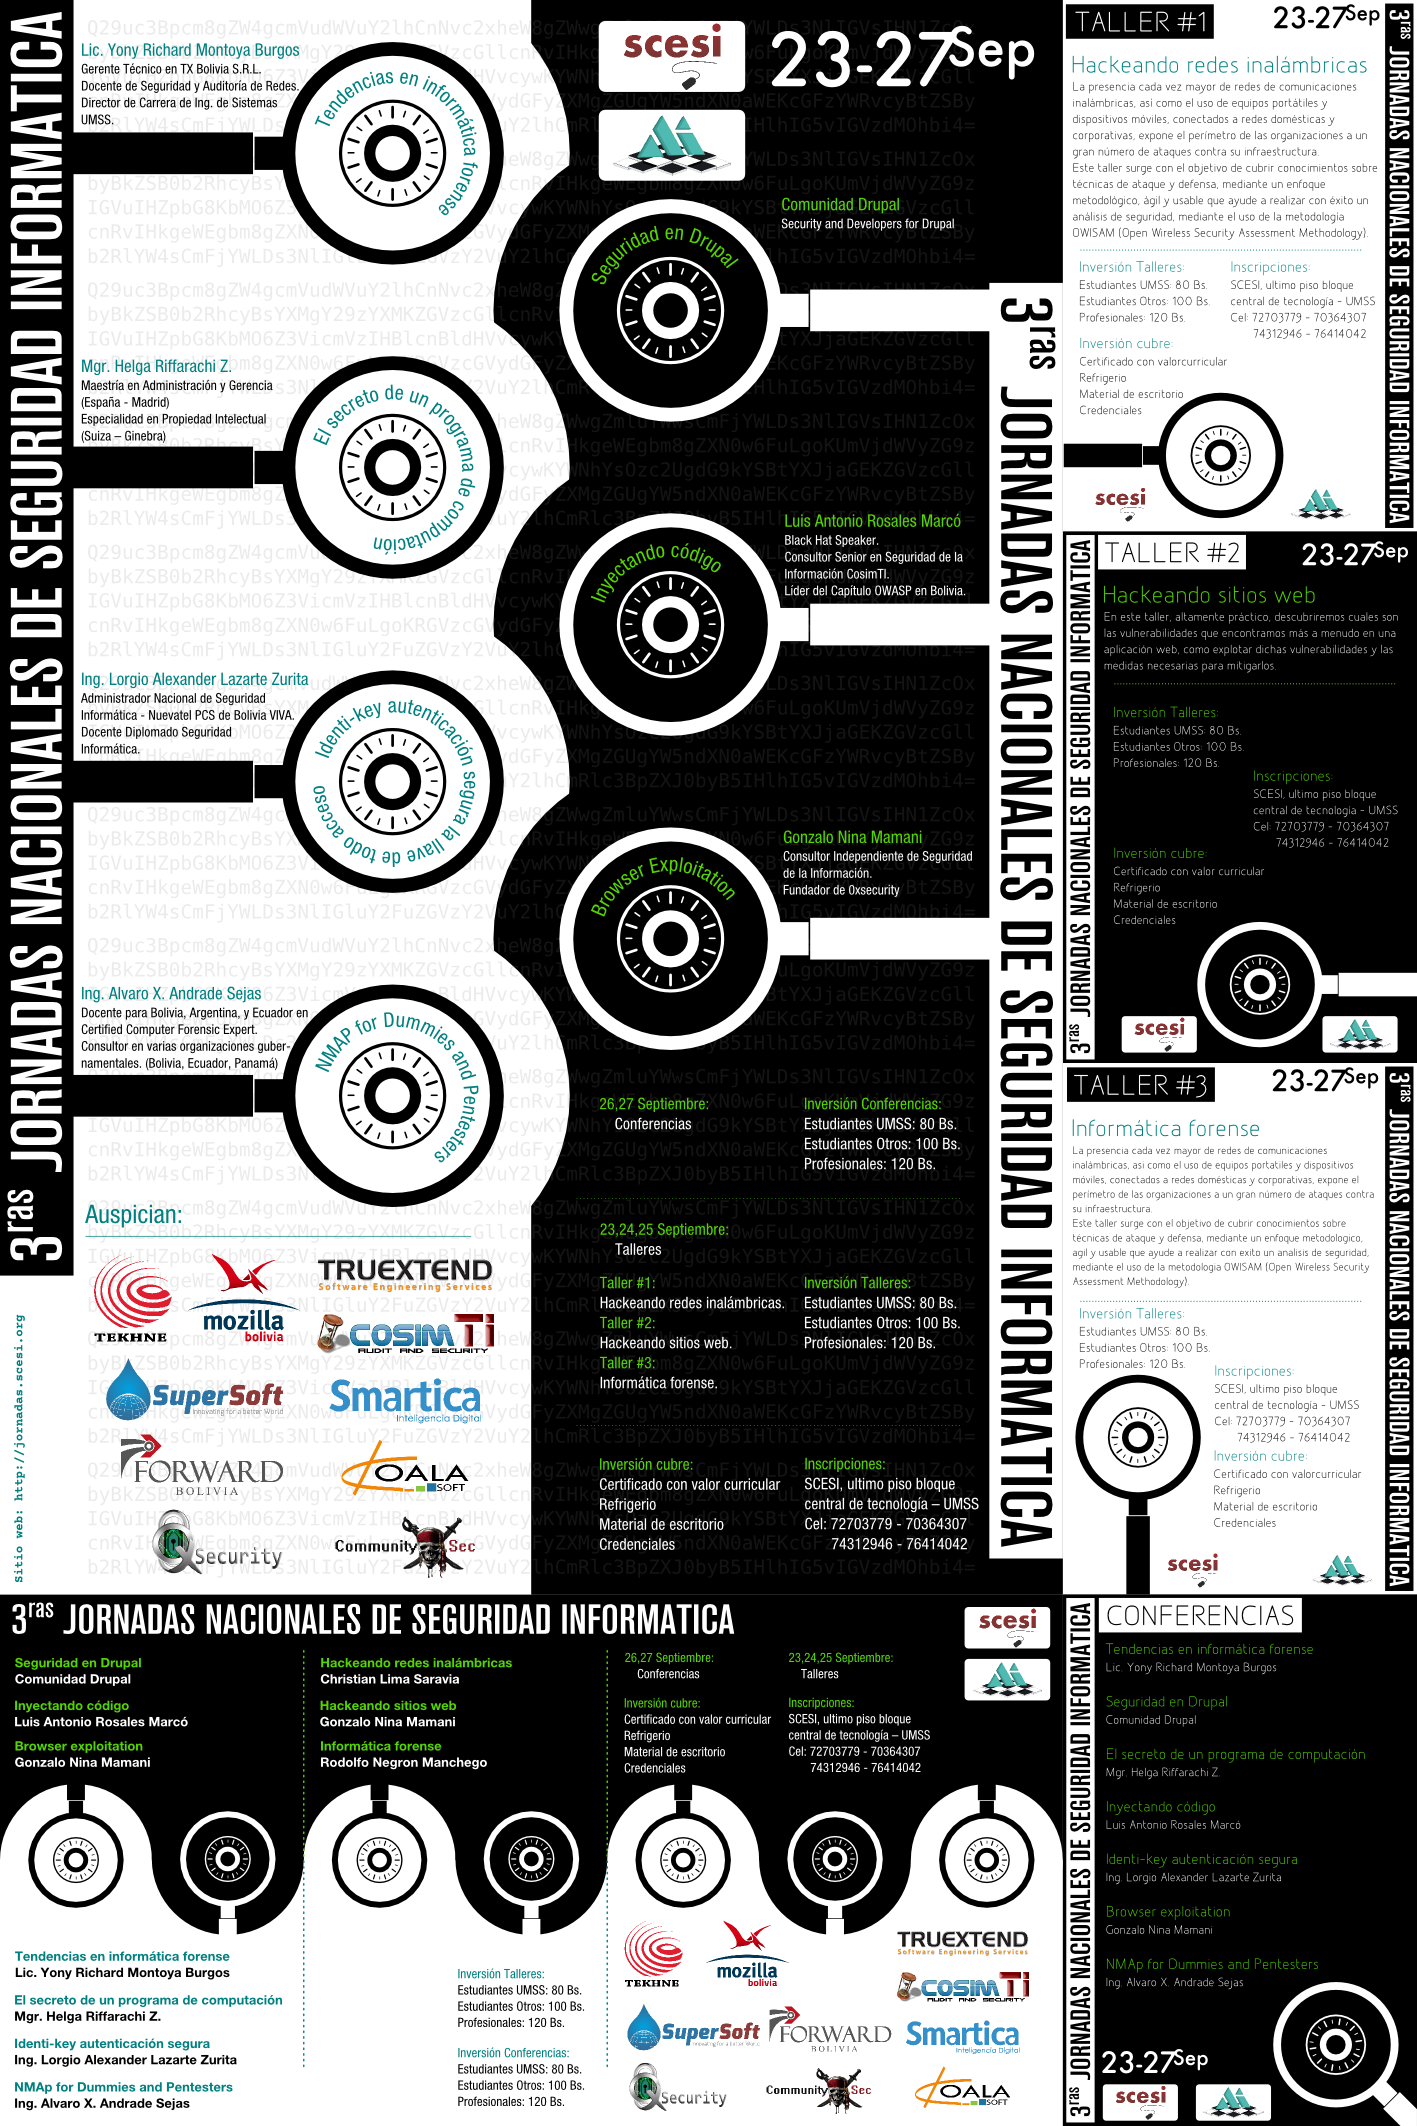 3ras JORNADAS NACIONALES DE SEGURIDAD INFORMATICA
Sitio web: http://jornadas.scesi.org
Lic. Yony Richard Montoya Burgos
Gerente Técnico en TX Bolivia S.R.L.
Docente de Seguridad y Auditoría de Redes.
Director de Carrera de Ing. de Sistemas
UMSS.
Tendencias en informática forense
Mgr. Helga Riffarachi Z.
Maestría en Administración y Gerencia
(España - Madrid)
Especialidad en Propiedad Intelectual
(Suiza – Ginebra)
El secreto de un programa de computación
Ing. Lorgio Alexander Lazarte Zurita
Administrador Nacional de Seguridad
Informática - Nuevatel PCS de Bolivia VIVA.
Docente Diplomado Seguridad
Informática.
Identi-key autenticación segura la llave de todo acceso
Ing. Alvaro X. Andrade Sejas
Docente para Bolivia, Argentina, y Ecuador en
Certified Computer Forensic Expert.
Consultor en varias organizaciones guber-
namentales. (Bolivia, Ecuador, Panamá)
NMAP for Dummies and Pentesters
Auspician:
TEKHNE
mozilla
bolivia
TRUEXTEND
Software Engineering Services
COSIM TI
AUDIT AND SECURITY
SuperSoft
Innovating for a better World
Smartica
Inteligencia Digital
FORWARD
BOLIVIA
KOALA
SOFT
Security
Community Sec
scesi
23-27Sep
Comunidad Drupal
Security and Developers for Drupal
Seguridad en Drupal
Luis Antonio Rosales Marcó
Black Hat Speaker.
Consultor Senior en Seguridad de la
Información CosimTI.
Líder del Capítulo OWASP en Bolivia.
Inyectando código
Gonzalo Nina Mamani
Consultor Independiente de Seguridad
de la Información.
Fundador de 0xsecurity
Browser Exploitation
3ras JORNADAS NACIONALES DE SEGURIDAD INFORMATICA
26,27 Septiembre:
Conferencias
Inversión Conferencias:
Estudiantes UMSS: 80 Bs.
Estudiantes Otros: 100 Bs.
Profesionales: 120 Bs.
23,24,25 Septiembre:
Talleres
Taller #1:
Hackeando redes inalámbricas.
Taller #2:
Hackeando sitios web.
Taller #3:
Informática forense.
Inversión Talleres:
Estudiantes UMSS: 80 Bs.
Estudiantes Otros: 100 Bs.
Profesionales: 120 Bs.
Inversión cubre:
Certificado con valor curricular
Refrigerio
Material de escritorio
Credenciales
Inscripciones:
SCESI, ultimo piso bloque
central de tecnología – UMSS
Cel: 72703779 - 70364307
74312946 - 76414042
TALLER #1
23-27Sep
3ras JORNADAS NACIONALES DE SEGURIDAD INFORMATICA
Hackeando redes inalámbricas
La presencia cada vez mayor de redes de comunicaciones
inalámbricas, así como el uso de equipos portátiles y
dispositivos móviles, conectados a redes domésticas y
corporativas, expone el perímetro de las organizaciones a un
gran número de ataques contra su infraestructura.
Este taller surge con el objetivo de cubrir conocimientos sobre
técnicas de ataque y defensa, mediante un enfoque
metodológico, ágil y usable que ayude a realizar con éxito un
análisis de seguridad, mediante el uso de la metodología
OWISAM (Open Wireless Security Assessment Methodology).
Inversión Talleres:
Estudiantes UMSS: 80 Bs.
Estudiantes Otros: 100 Bs.
Profesionales: 120 Bs.
Inscripciones:
SCESI, ultimo piso bloque
central de tecnología - UMSS
Cel: 72703779 - 70364307
74312946 - 76414042
Inversión cubre:
Certificado con valorcurricular
Refrigerio
Material de escritorio
Credenciales
scesi
3ras JORNADAS NACIONALES DE SEGURIDAD INFORMATICA
TALLER #2
23-27Sep
Hackeando sitios web
En este taller, altamente práctico, descubriremos cuales son
las vulnerabilidades que encontramos más a menudo en una
aplicación web, como explotar dichas vulnerabilidades y las
medidas necesarias para mitigarlos.
Inversión Talleres:
Estudiantes UMSS: 80 Bs.
Estudiantes Otros: 100 Bs.
Profesionales: 120 Bs.
Inscripciones:
SCESI, ultimo piso bloque
central de tecnologia - UMSS
Cel: 72703779 - 70364307
74312946 - 76414042
Inversión cubre:
Certificado con valor curricular
Refrigerio
Material de escritorio
Credenciales
scesi
TALLER #3
23-27Sep
3ras JORNADAS NACIONALES DE SEGURIDAD INFORMATICA
Informática forense
La presencia cada vez mayor de redes de comunicaciones
inalámbricas, asi como el uso de equipos portatiles y dispositivos
móviles, conectados a redes domésticas y corporativas, expone el
perímetro de las organizaciones a un gran número de ataques contra
su infraestructura.
Este taller surge con el objetivo de cubrir conocimientos sobre
técnicas de ataque y defensa, mediante un enfoque metodologico,
agil y usable que ayude a realizar con exito un analisis de seguridad,
mediante el uso de la metodologia OWISAM (Open Wireless Security
Assessment Methodology).
Inversión Talleres:
Estudiantes UMSS: 80 Bs.
Estudiantes Otros: 100 Bs.
Profesionales: 120 Bs.
Inscripciones:
SCESI, ultimo piso bloque
central de tecnologia - UMSS
Cel: 72703779 - 70364307
74312946 - 76414042
Inversión cubre:
Certificado con valorcurricular
Refrigerio
Material de escritorio
Credenciales
scesi
3ras JORNADAS NACIONALES DE SEGURIDAD INFORMATICA
Seguridad en Drupal
Comunidad Drupal
Inyectando código
Luis Antonio Rosales Marcó
Browser exploitation
Gonzalo Nina Mamani
Hackeando redes inalámbricas
Christian Lima Saravia
Hackeando sitios web
Gonzalo Nina Mamani
Informática forense
Rodolfo Negron Manchego
26,27 Septiembre:
Conferencias
Inversión cubre:
Certificado con valor curricular
Refrigerio
Material de escritorio
Credenciales
23,24,25 Septiembre:
Talleres
Inscripciones:
SCESI, ultimo piso bloque
central de tecnología – UMSS
Cel: 72703779 - 70364307
74312946 - 76414042
scesi
Tendencias en informática forense
Lic. Yony Richard Montoya Burgos
El secreto de un programa de computación
Mgr. Helga Riffarachi Z.
Identi-key autenticación segura
Ing. Lorgio Alexander Lazarte Zurita
NMAp for Dummies and Pentesters
Ing. Alvaro X. Andrade Sejas
Inversión Talleres:
Estudiantes UMSS: 80 Bs.
Estudiantes Otros: 100 Bs.
Profesionales: 120 Bs.
Inversión Conferencias:
Estudiantes UMSS: 80 Bs.
Estudiantes Otros: 100 Bs.
Profesionales: 120 Bs.
TEKHNE
mozilla
bolivia
TRUEXTEND
Software Engineering Services
COSIM TI
AUDIT AND SECURITY
SuperSoft
FORWARD
BOLIVIA
Smartica
Inteligencia Digital
Security
Community Sec
KOALA
SOFT
3ras JORNADAS NACIONALES DE SEGURIDAD INFORMATICA
CONFERENCIAS
Tendencias en informática forense
Lic. Yony Richard Montoya Burgos
Seguridad en Drupal
Comunidad Drupal
El secreto de un programa de computación
Mgr. Helga Riffarachi Z.
Inyectando código
Luis Antonio Rosales Marcó
Identi-key autenticación segura
Ing. Lorgio Alexander Lazarte Zurita
Browser exploitation
Gonzalo Nina Mamani
NMAp for Dummies and Pentesters
Ing. Alvaro X. Andrade Sejas
23-27Sep
scesi